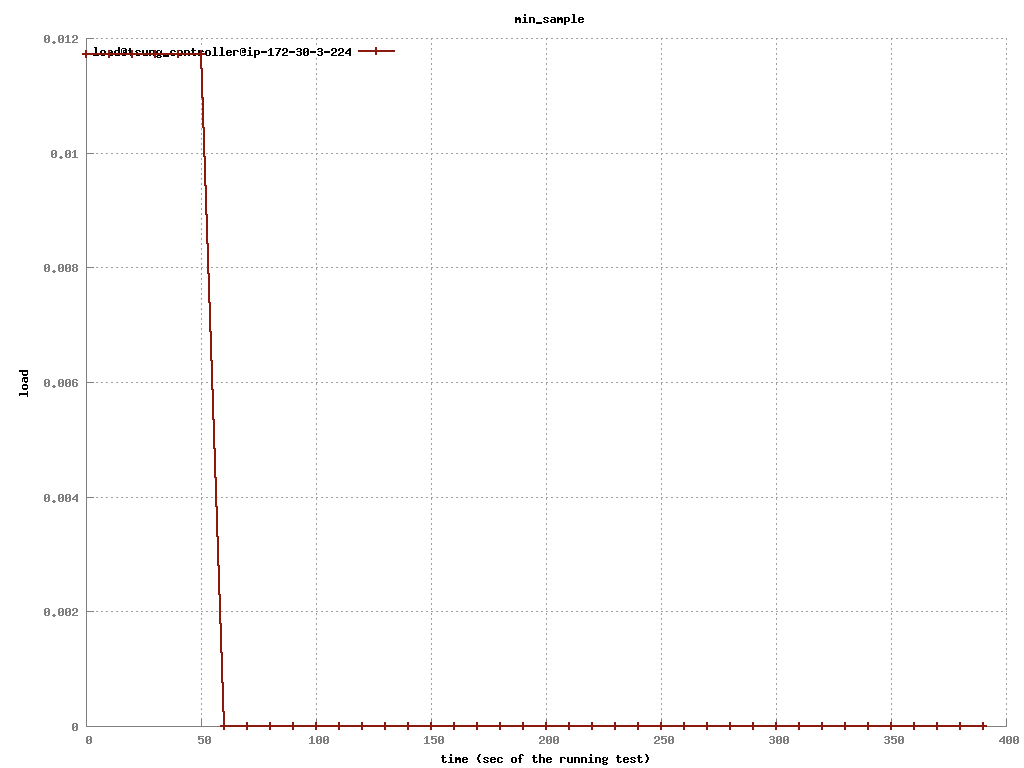 min_sample
0.012
load@tsung_controller@ip-172-30-3-224
0.01
0.008
0.006
load
0.004
0.002
0
0 50 100 150 200 250 300 350 400
time (sec of the running test)